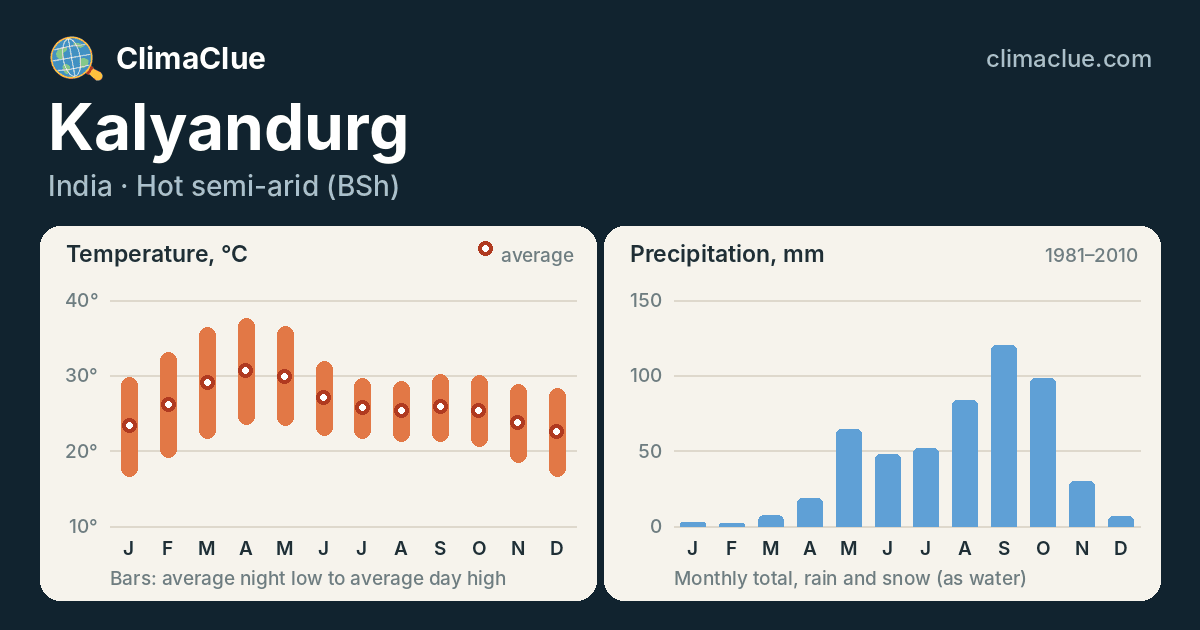 ClimaClue
climaclue.com
Kalyandurg
India · Hot semi-arid (BSh)
Temperature, °C
average
40°
30°
20°
10°
J F M A M J J A S O N D
Bars: average night low to average day high
Precipitation, mm
1981–2010
150
100
50
0
J F M A M J J A S O N D
Monthly total, rain and snow (as water)